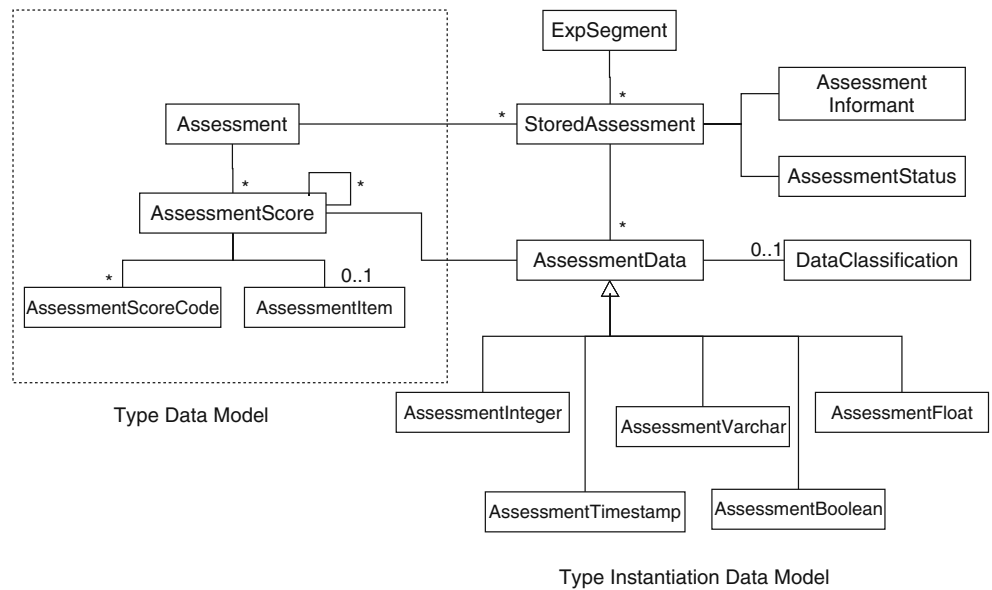 ExpSegment
*
Assessment
Informant
Assessment
*
StoredAssessment
AssessmentStatus
*
*
AssessmentScore
*
AssessmentData
0..1
DataClassification
*
0..1
AssessmentScoreCode
AssessmentItem
Type Data Model
AssessmentInteger
AssessmentVarchar
AssessmentFloat
AssessmentTimestamp
AssessmentBoolean
Type Instantiation Data Model